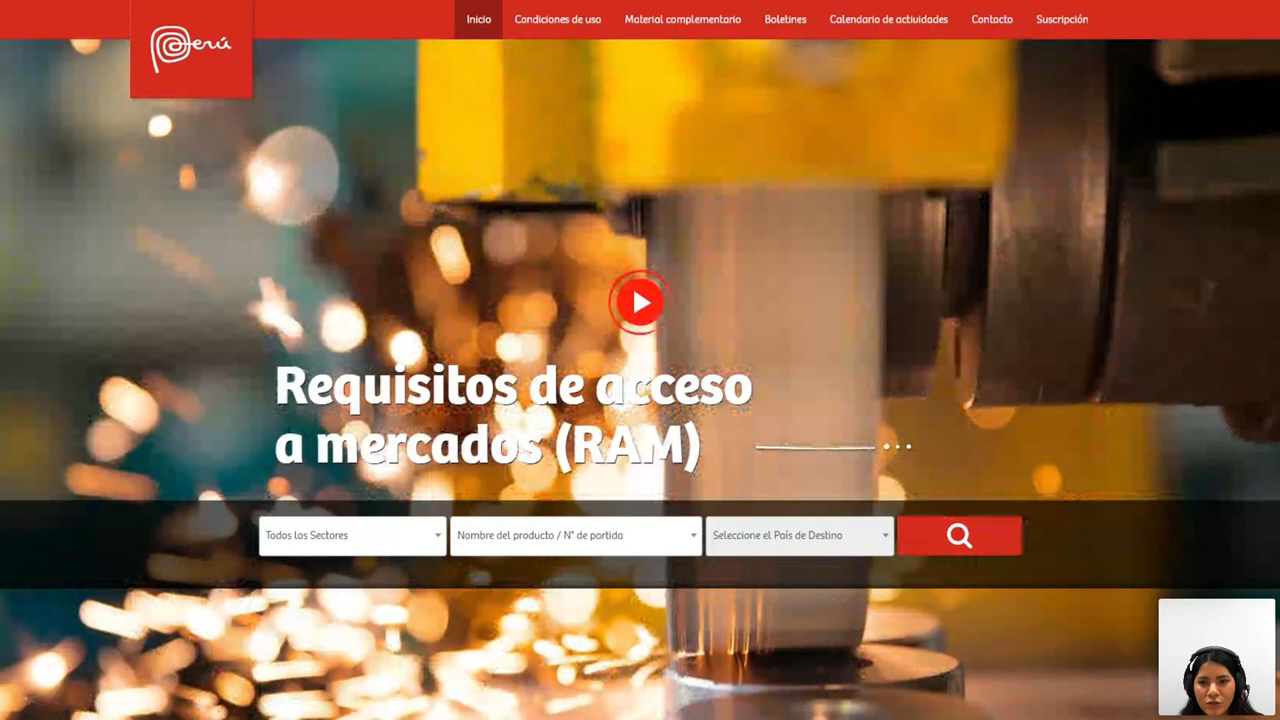 Perú
Inicio
Condiciones de uso
Material complementario
Boletines
Calendario de actividades
Contacto
Suscripción
Requisitos de acceso
a mercados (RAM)
Todos los Sectores
Nombre del producto / N° de partida
Seleccione el País de Destino